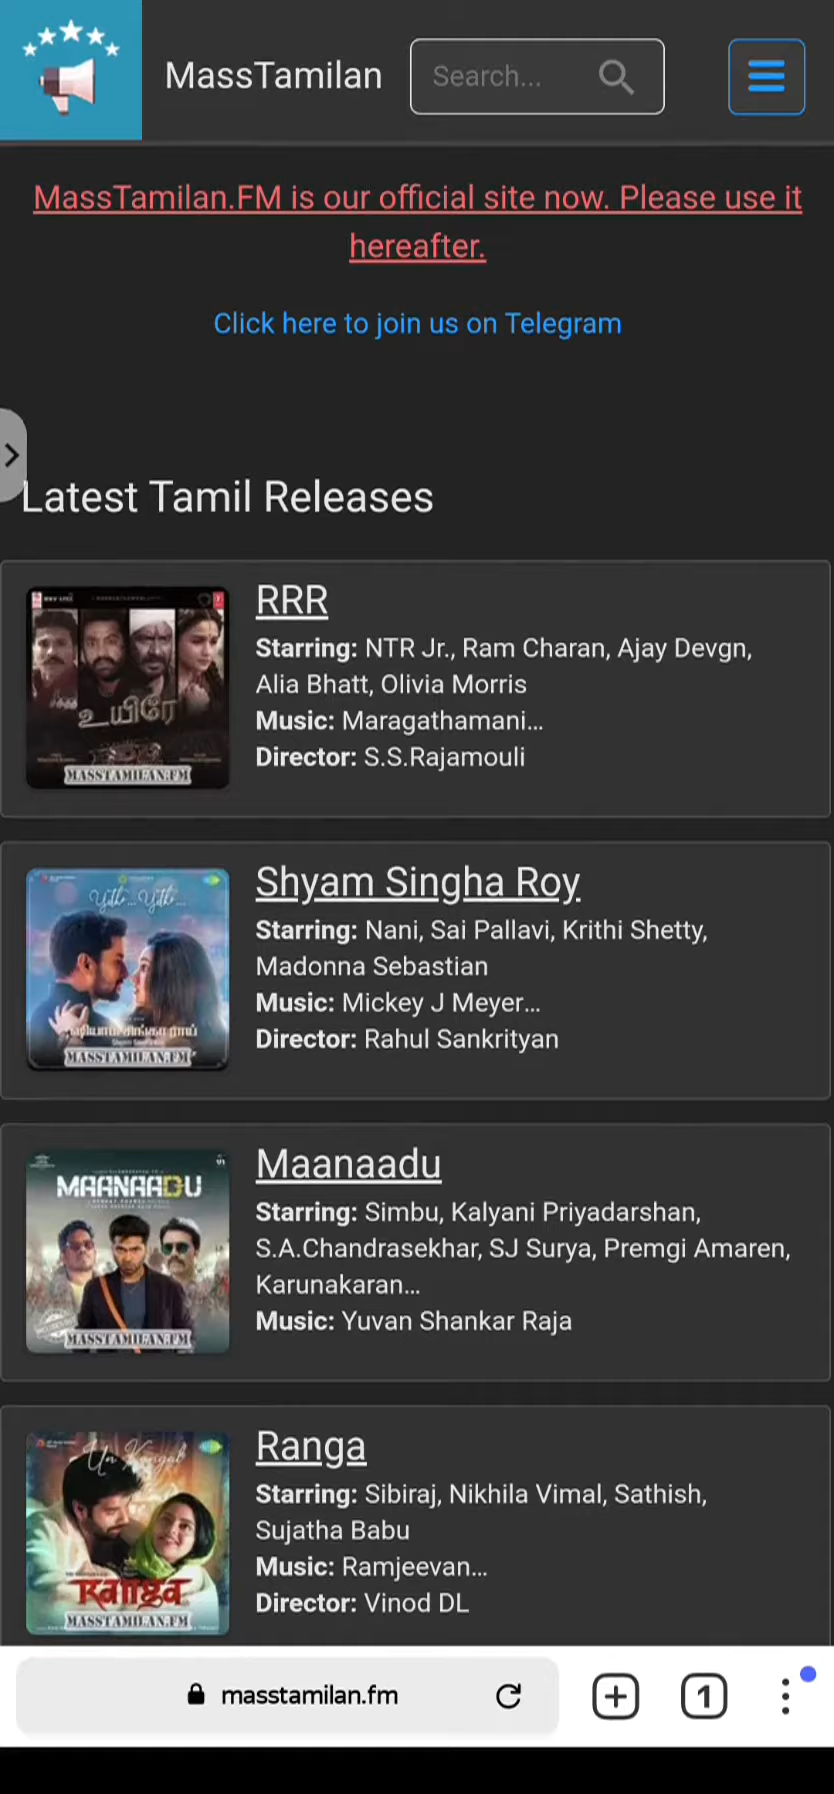 MassTamilan
Search...
MassTamilan.FM is our official site now. Please use it
hereafter.
Click here to join us on Telegram
Latest Tamil Releases
RRR
Starring: NTR Jr., Ram Charan, Ajay Devgn,
Alia Bhatt, Olivia Morris
Music: Maragathamani...
Director: S.S.Rajamouli
உயிரே
MASSTAMILAN.FM
Shyam Singha Roy
Starring: Nani, Sai Pallavi, Krithi Shetty,
Madonna Sebastian
Music: Mickey J Meyer...
Director: Rahul Sankrityan
Yidhi... Yidhi...
MASSTAMILAN.FM
Maanaadu
Starring: Simbu, Kalyani Priyadarshan,
S.A.Chandrasekhar, SJ Surya, Premgi Amaren,
Karunakaran...
Music: Yuvan Shankar Raja
MAANAADU
MASSTAMILAN.FM
Ranga
Starring: Sibiraj, Nikhila Vimal, Sathish,
Sujatha Babu
Music: Ramjeevan...
Director: Vinod DL
Un Kangal
Ranga
MASSTAMILAN.FM
masstamilan.fm
1